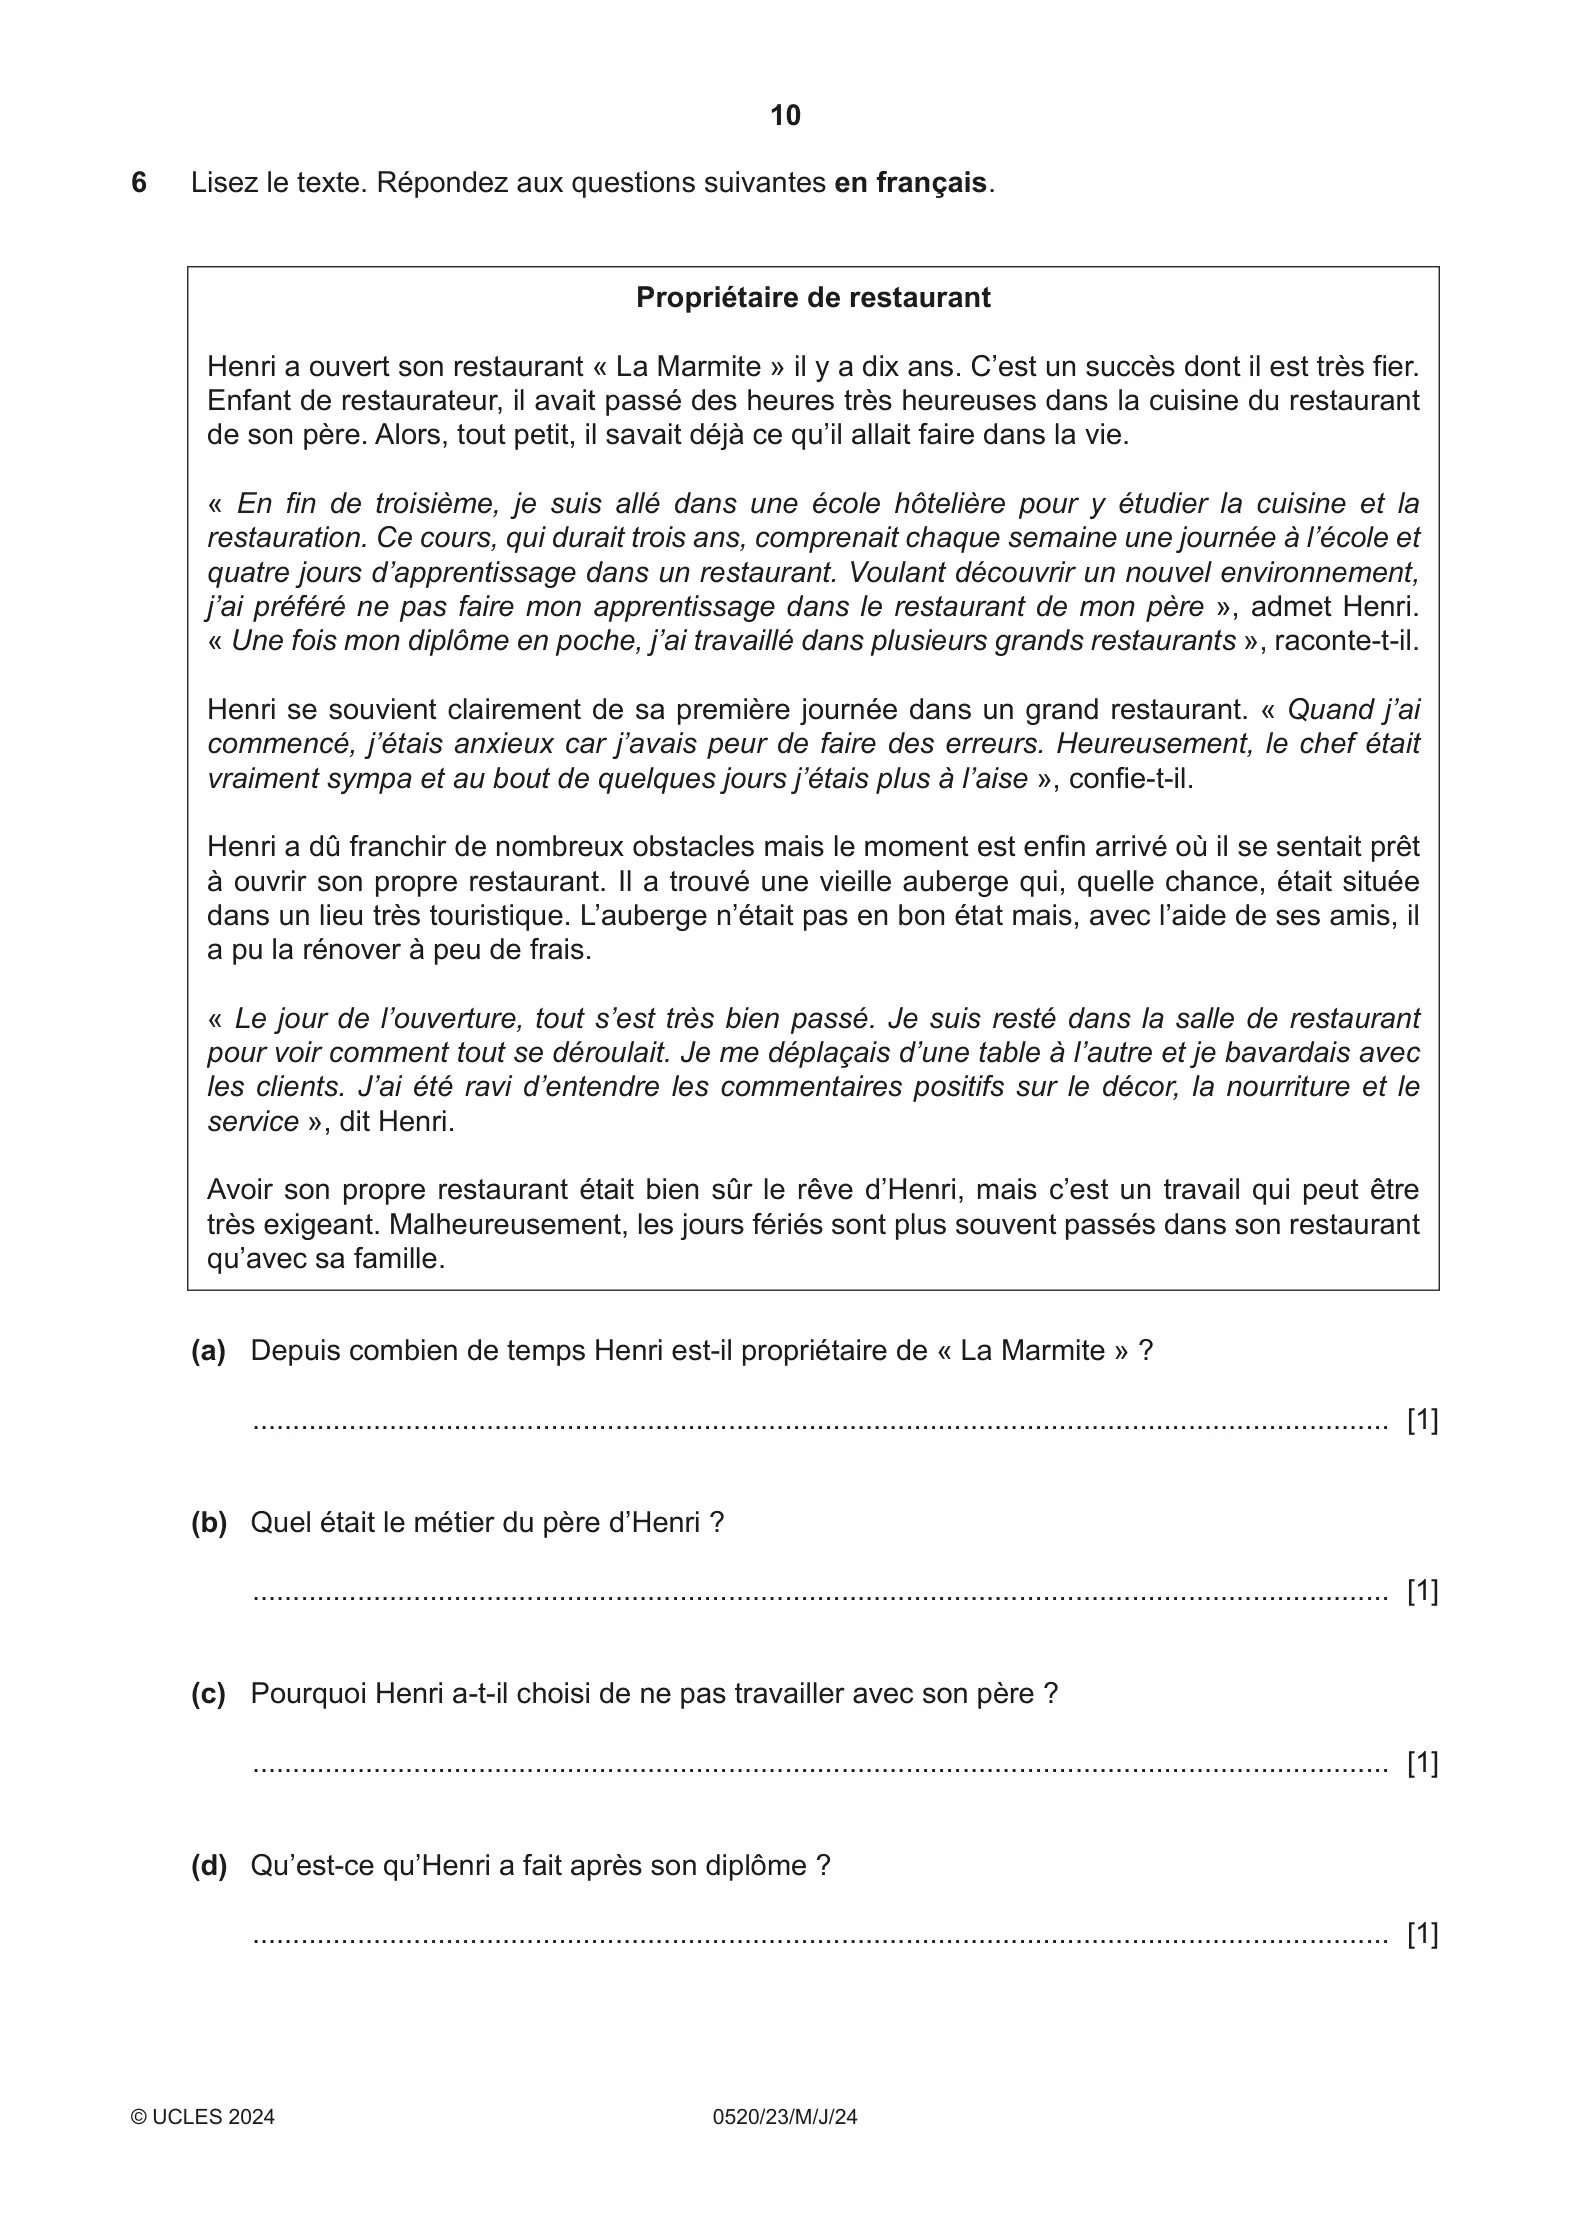 10
6 Lisez le texte. Répondez aux questions suivantes en français.
Propriétaire de restaurant
Henri a ouvert son restaurant « La Marmite » il y a dix ans. C’est un succès dont il est très fier.
Enfant de restaurateur, il avait passé des heures très heureuses dans la cuisine du restaurant
de son père. Alors, tout petit, il savait déjà ce qu’il allait faire dans la vie.
« En fin de troisième, je suis allé dans une école hôtelière pour y étudier la cuisine et la
restauration. Ce cours, qui durait trois ans, comprenait chaque semaine une journée à l’école et
quatre jours d’apprentissage dans un restaurant. Voulant découvrir un nouvel environnement,
j’ai préféré ne pas faire mon apprentissage dans le restaurant de mon père », admet Henri.
« Une fois mon diplôme en poche, j’ai travaillé dans plusieurs grands restaurants », raconte-t-il.
Henri se souvient clairement de sa première journée dans un grand restaurant. « Quand j’ai
commencé, j’étais anxieux car j’avais peur de faire des erreurs. Heureusement, le chef était
vraiment sympa et au bout de quelques jours j’étais plus à l’aise », confie-t-il.
Henri a dû franchir de nombreux obstacles mais le moment est enfin arrivé où il se sentait prêt
à ouvrir son propre restaurant. Il a trouvé une vieille auberge qui, quelle chance, était située
dans un lieu très touristique. L’auberge n’était pas en bon état mais, avec l’aide de ses amis, il
a pu la rénover à peu de frais.
« Le jour de l’ouverture, tout s’est très bien passé. Je suis resté dans la salle de restaurant
pour voir comment tout se déroulait. Je me déplaçais d’une table à l’autre et je bavardais avec
les clients. J’ai été ravi d’entendre les commentaires positifs sur le décor, la nourriture et le
service », dit Henri.
Avoir son propre restaurant était bien sûr le rêve d’Henri, mais c’est un travail qui peut être
très exigeant. Malheureusement, les jours fériés sont plus souvent passés dans son restaurant
qu’avec sa famille.
(a) Depuis combien de temps Henri est-il propriétaire de « La Marmite » ?
[1]
(b) Quel était le métier du père d’Henri ?
[1]
(c) Pourquoi Henri a-t-il choisi de ne pas travailler avec son père ?
[1]
(d) Qu’est-ce qu’Henri a fait après son diplôme ?
[1]
© UCLES 2024 0520/23/M/J/24